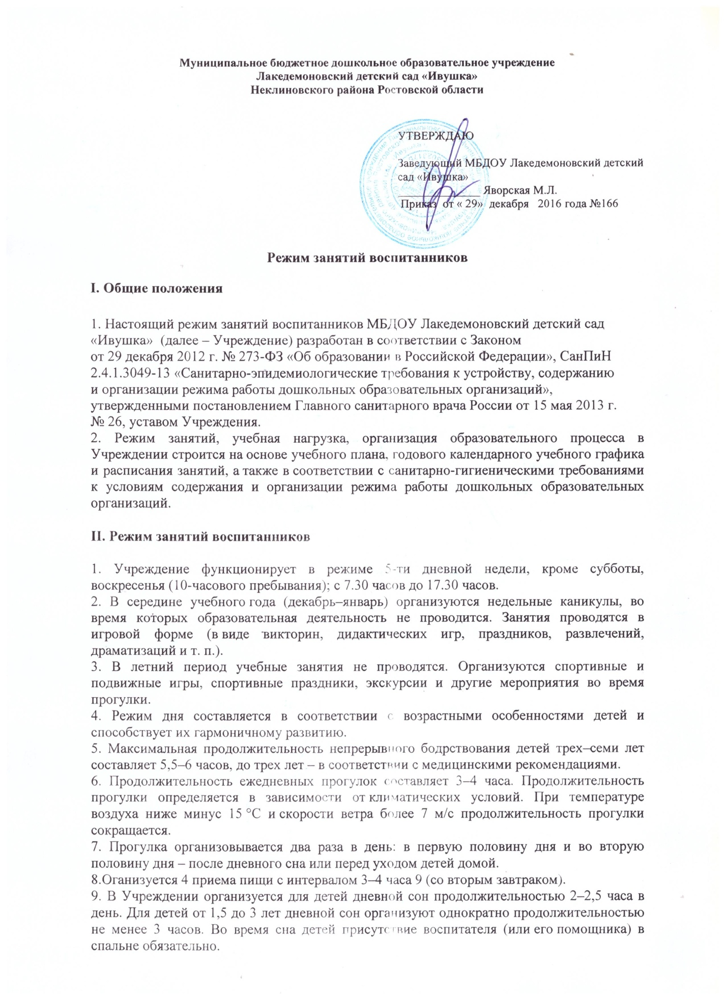 Муниципальное бюджетное дошкольное образовательное учреждение
Лакедемоновский детский сад «Ивушка»
Неклиновского района Ростовской области
УТВЕРЖДАЮ
Заведующий МБДОУ Лакедемоновский детский
сад «Ивушка»
_______________ Яворская М.Л.
Приказ от « 29» декабря 2016 года №166
Режим занятий воспитанников
I. Общие положения
1. Настоящий режим занятий воспитанников МБДОУ Лакедемоновский детский сад
«Ивушка» (далее – Учреждение) разработан в соответствии с Законом
от 29 декабря 2012 г. № 273-ФЗ «Об образовании в Российской Федерации», СанПиН
2.4.1.3049-13 «Санитарно-эпидемиологические требования к устройству, содержанию
и организации режима работы дошкольных образовательных организаций»,
утвержденными постановлением Главного санитарного врача России от 15 мая 2013 г.
№ 26, уставом Учреждения.
2. Режим занятий, учебная нагрузка, организация образовательного процесса в
Учреждении строится на основе учебного плана, годового календарного учебного графика
и расписания занятий, а также в соответствии с санитарно-гигиеническими требованиями
к условиям содержания и организации режима работы дошкольных образовательных
организаций.
II. Режим занятий воспитанников
1. Учреждение функционирует в режиме 5-ти дневной недели, кроме субботы,
воскресенья (10-часового пребывания); с 7.30 часов до 17.30 часов.
2. В середине учебного года (декабрь–январь) организуются недельные каникулы, во
время которых образовательная деятельность не проводится. Занятия проводятся в
игровой форме (в виде викторин, дидактических игр, праздников, развлечений,
драматизаций и т. п.).
3. В летний период учебные занятия не проводятся. Организуются спортивные и
подвижные игры, спортивные праздники, экскурсии и другие мероприятия во время
прогулки.
4. Режим дня составляется в соответствии с возрастными особенностями детей и
способствует их гармоничному развитию.
5. Максимальная продолжительность непрерывного бодрствования детей трех–семи лет
составляет 5,5–6 часов, до трех лет – в соответствии с медицинскими рекомендациями.
6. Продолжительность ежедневных прогулок составляет 3–4 часа. Продолжительность
прогулки определяется в зависимости от климатических условий. При температуре
воздуха ниже минус 15 °С и скорости ветра более 7 м/с продолжительность прогулки
сокращается.
7. Прогулка организовывается два раза в день: в первую половину дня и во вторую
половину дня – после дневного сна или перед уходом детей домой.
8.Оганизуется 4 приема пищи с интервалом 3–4 часа 9 (со вторым завтраком).
9. В Учреждении организуется для детей дневной сон продолжительностью 2–2,5 часа в
день. Для детей от 1,5 до 3 лет дневной сон организуют однократно продолжительностью
не менее 3 часов. Во время сна детей присутствие воспитателя (или его помощника) в
спальне обязательно.